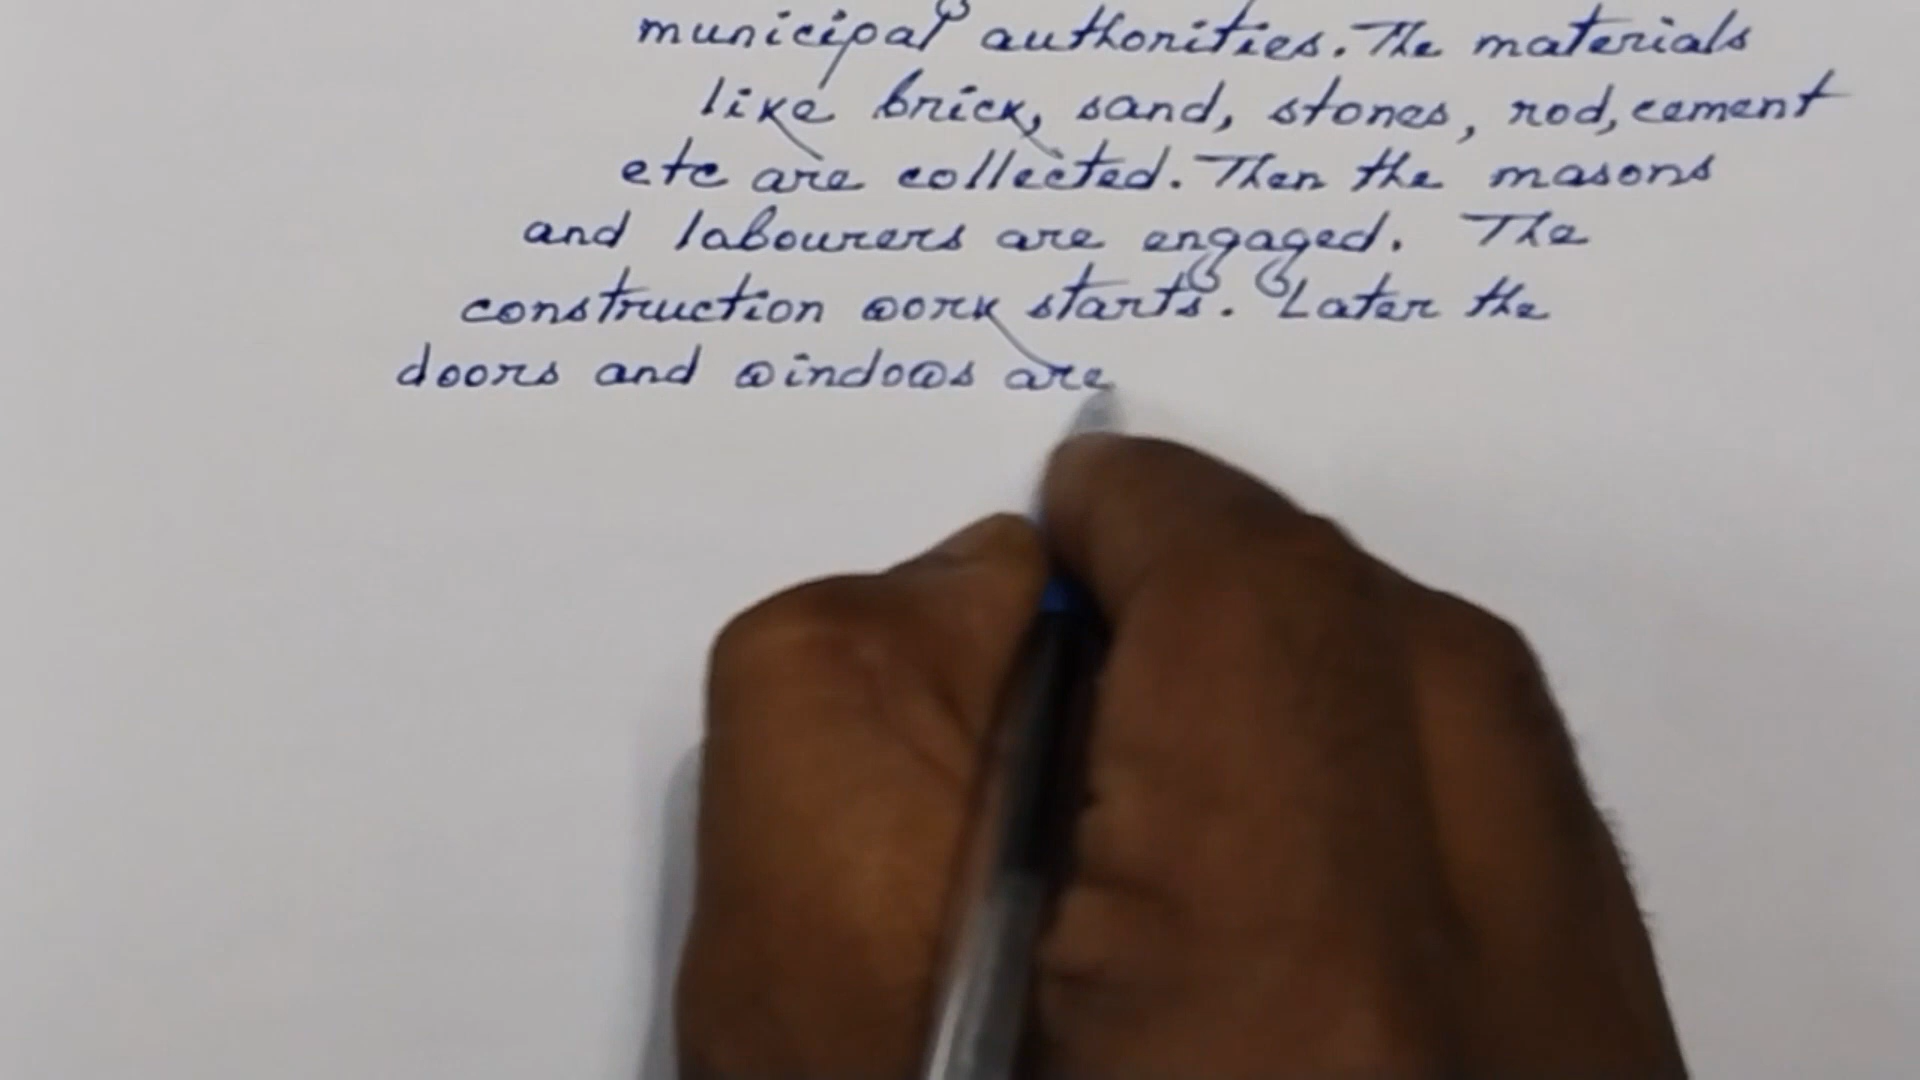 municipal authorities. The materials
like brick, sand, stones, rod, cement
etc are collected. Then the masons
and labourers are engaged. The
construction work starts. Later the
doors and windows are